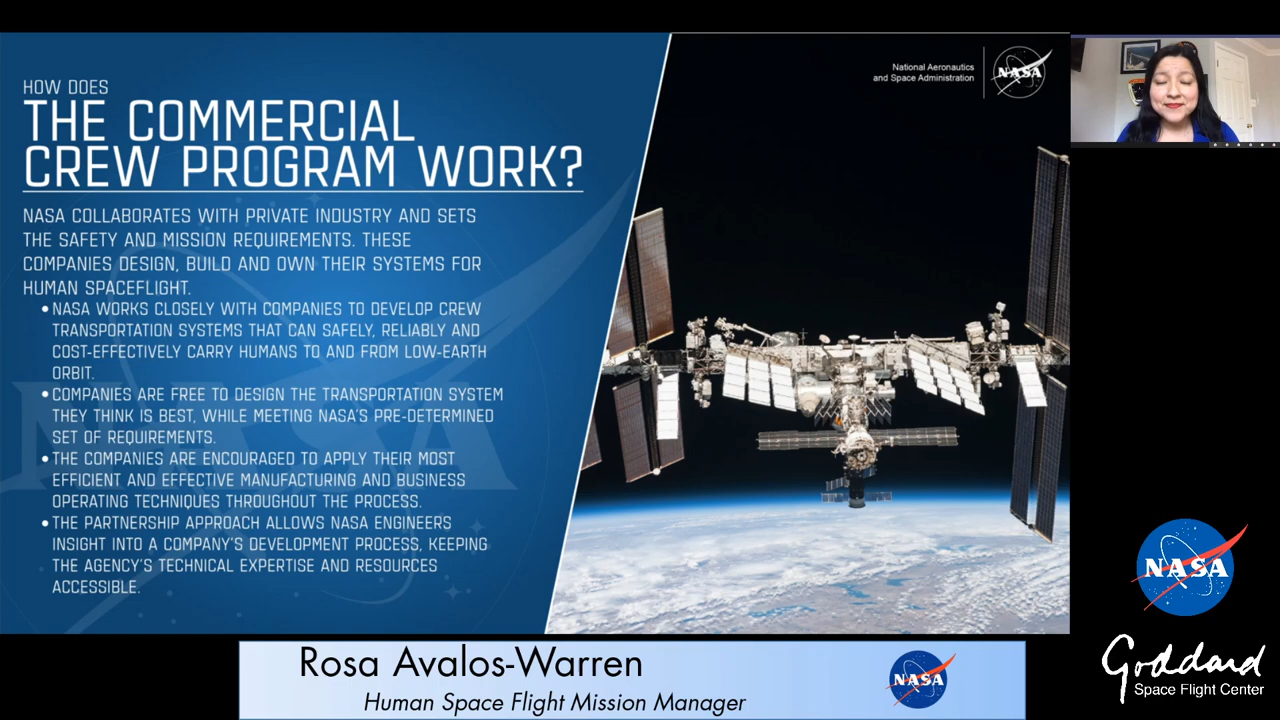 HOW DOES
THE COMMERCIAL
CREW PROGRAM WORK?
NASA COLLABORATES WITH PRIVATE INDUSTRY AND SETS
THE SAFETY AND MISSION REQUIREMENTS. THESE
COMPANIES DESIGN, BUILD AND OWN THEIR SYSTEMS FOR
HUMAN SPACEFLIGHT.
• NASA WORKS CLOSELY WITH COMPANIES TO DEVELOP CREW
TRANSPORTATION SYSTEMS THAT CAN SAFELY, RELIABLY AND
COST-EFFECTIVELY CARRY HUMANS TO AND FROM LOW-EARTH
ORBIT.
• COMPANIES ARE FREE TO DESIGN THE TRANSPORTATION SYSTEM
THEY THINK IS BEST, WHILE MEETING NASA'S PRE-DETERMINED
SET OF REQUIREMENTS.
• THE COMPANIES ARE ENCOURAGED TO APPLY THEIR MOST
EFFICIENT AND EFFECTIVE MANUFACTURING AND BUSINESS
OPERATING TECHNIQUES THROUGHOUT THE PROCESS.
• THE PARTNERSHIP APPROACH ALLOWS NASA ENGINEERS
INSIGHT INTO A COMPANY'S DEVELOPMENT PROCESS, KEEPING
THE AGENCY'S TECHNICAL EXPERTISE AND RESOURCES
ACCESSIBLE.
National Aeronautics
and Space Administration
NASA
NASA
Goddard
Space Flight Center
Rosa Avalos-Warren
Human Space Flight Mission Manager
NASA